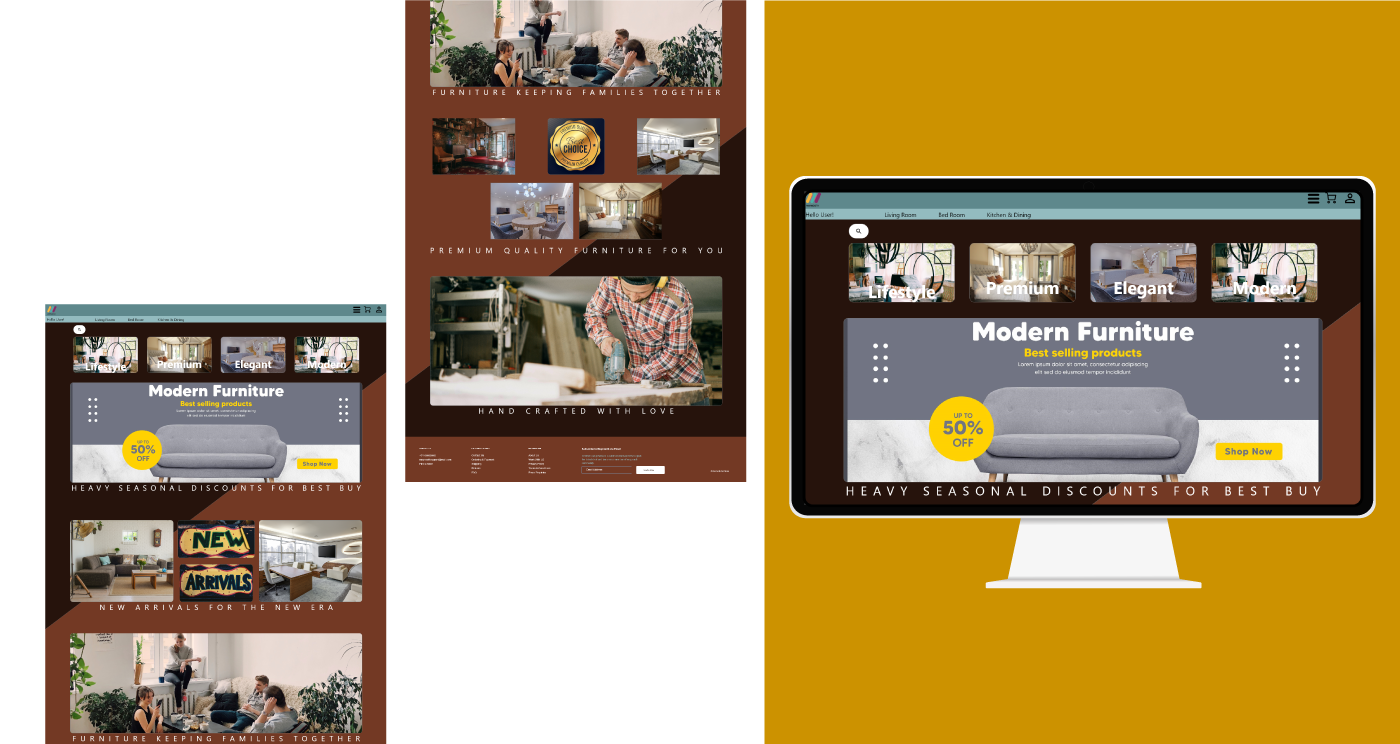 Hello User!
Living Room
Bed Room
Kitchen & Dining
Lifestyle
Premium
Elegant
Modern
Modern Furniture
Best selling products
Lorem ipsum dolor sit amet, consectetur adipiscing
elit sed do eiusmod tempor incididunt
UP TO
50%
OFF
Shop Now
HEAVY SEASONAL DISCOUNTS FOR BEST BUY
NEW
ARRIVALS
NEW ARRIVALS FOR THE NEW ERA
FURNITURE KEEPING FAMILIES TOGETHER
FURNITURE KEEPING FAMILIES TOGETHER
Best
CHOICE
PREMIUM QUALITY FURNITURE FOR YOU
HAND CRAFTED WITH LOVE
Hello User!
Living Room
Bed Room
Kitchen & Dining
Lifestyle
Premium
Elegant
Modern
Modern Furniture
Best selling products
Lorem ipsum dolor sit amet, consectetur adipiscing
elit sed do eiusmod tempor incididunt
UP TO
50%
OFF
Shop Now
HEAVY SEASONAL DISCOUNTS FOR BEST BUY